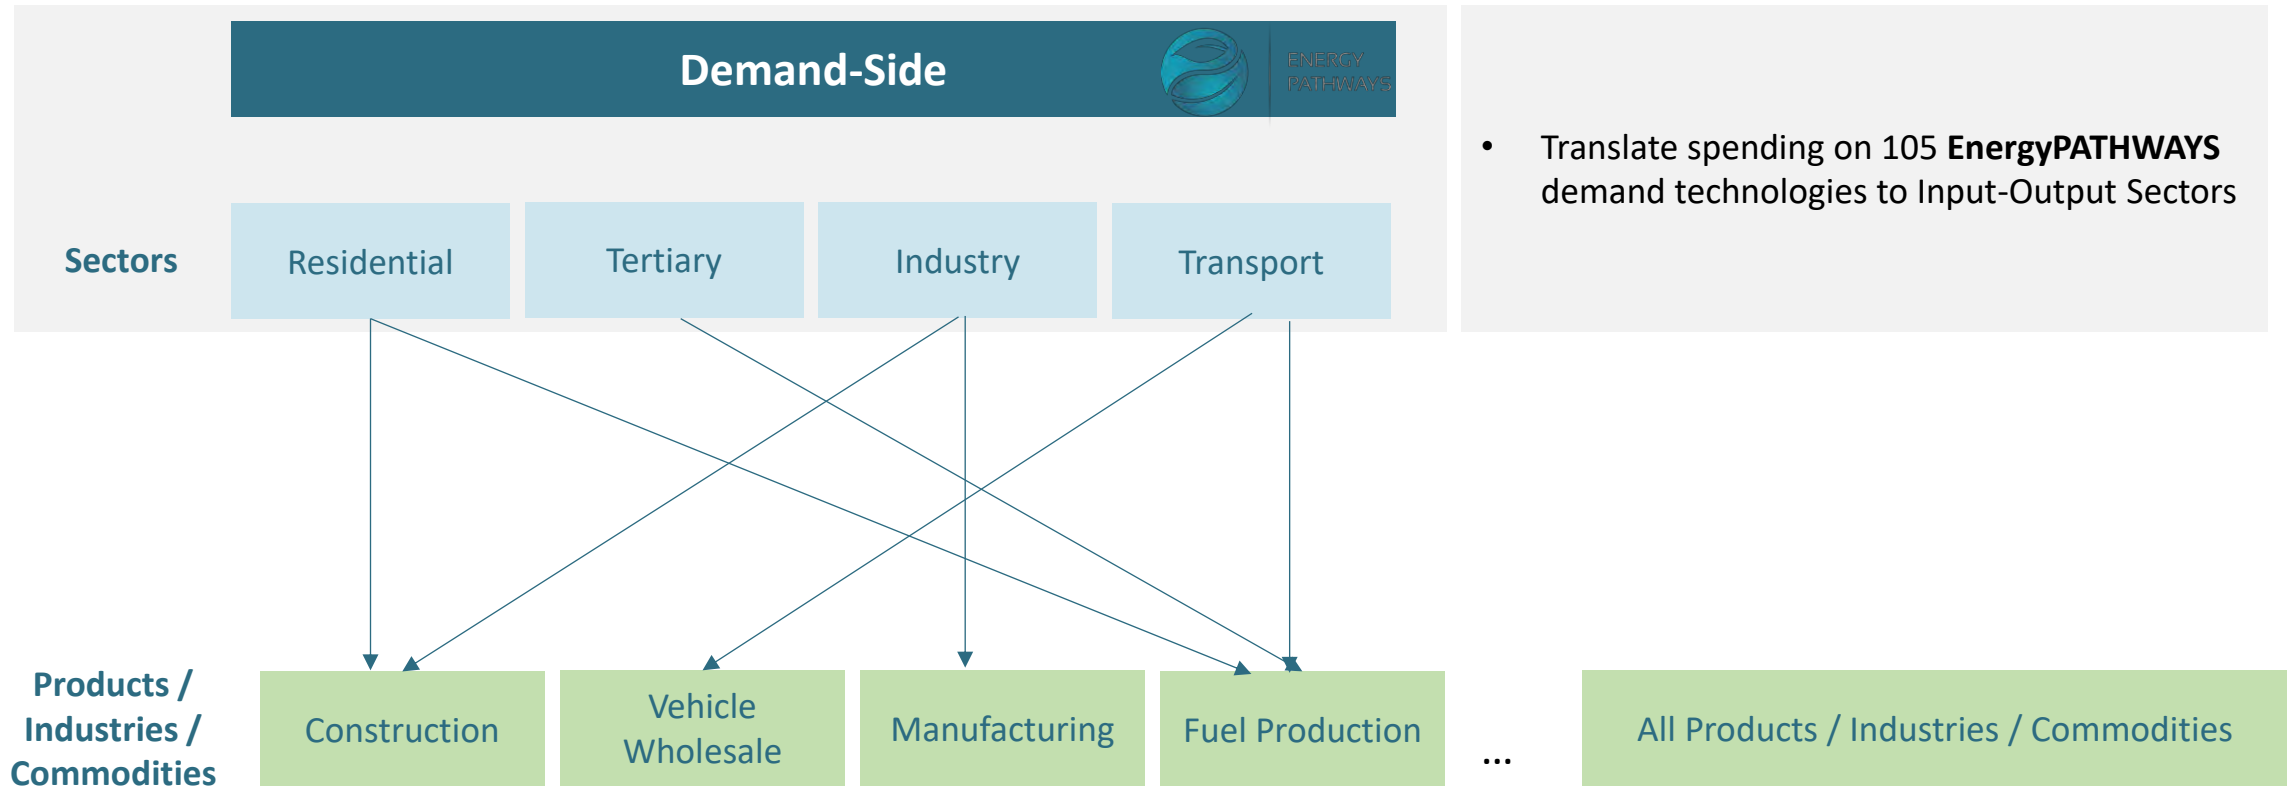 Demand-Side
ENERGY
PATHWAYS
• Translate spending on 105 EnergyPATHWAYS
demand technologies to Input-Output Sectors
Sectors
Residential
Tertiary
Industry
Transport
Products /
Industries /
Commodities
Construction
Vehicle
Wholesale
Manufacturing
Fuel Production
...
All Products / Industries / Commodities